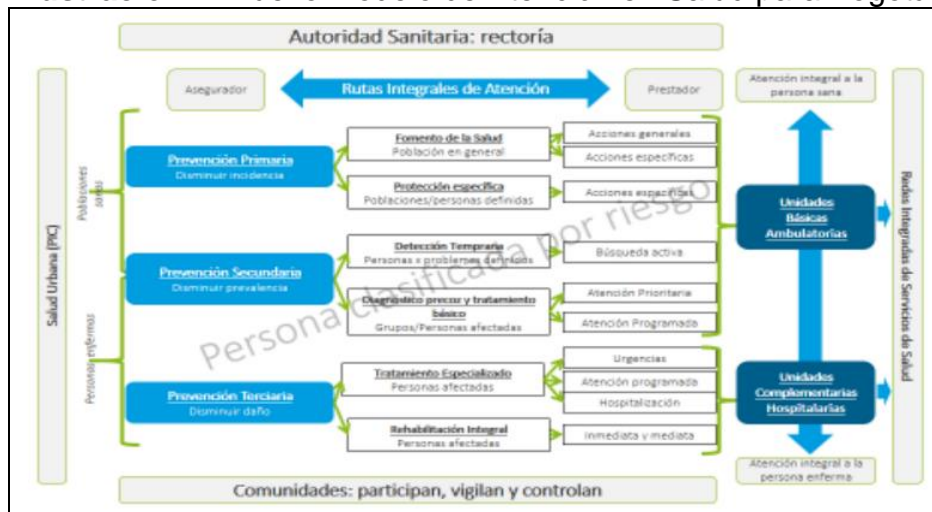 Autoridad Sanitaria: rectoría
Asegurador
Rutas Integrales de Atención
Prestador
Atención integral a la
persona sana
Salud Urbana (PIC)
Poblaciones
sanas
Personas enfermas
Prevención Primaria
Disminuir incidencia
Fomento de la Salud
Población en general
Acciones generales
Acciones específicas
Protección específica
Poblaciones/personas definidas
Acciones específicas
Prevención Secundaria
Disminuir prevalencia
Detección Temprana
Personas x problemas definidos
Búsqueda activa
Diagnóstico precoz y tratamiento
básico
Grupos/Personas afectadas
Atención Prioritaria
Atención Programada
Prevención Terciaria
Disminuir daño
Tratamiento Especializado
Personas afectadas
Urgencias
Atención programada
Hospitalización
Rehabilitación Integral
Personas afectadas
Inmediata y mediata
Persona clasificada por riesgo
Unidades
Básicas
Ambulatorias
Unidades
Complementarias
Hospitalarias
Redes Integradas de Servicios de Salud
Atención integral a la
persona enferma
Comunidades: participan, vigilan y controlan